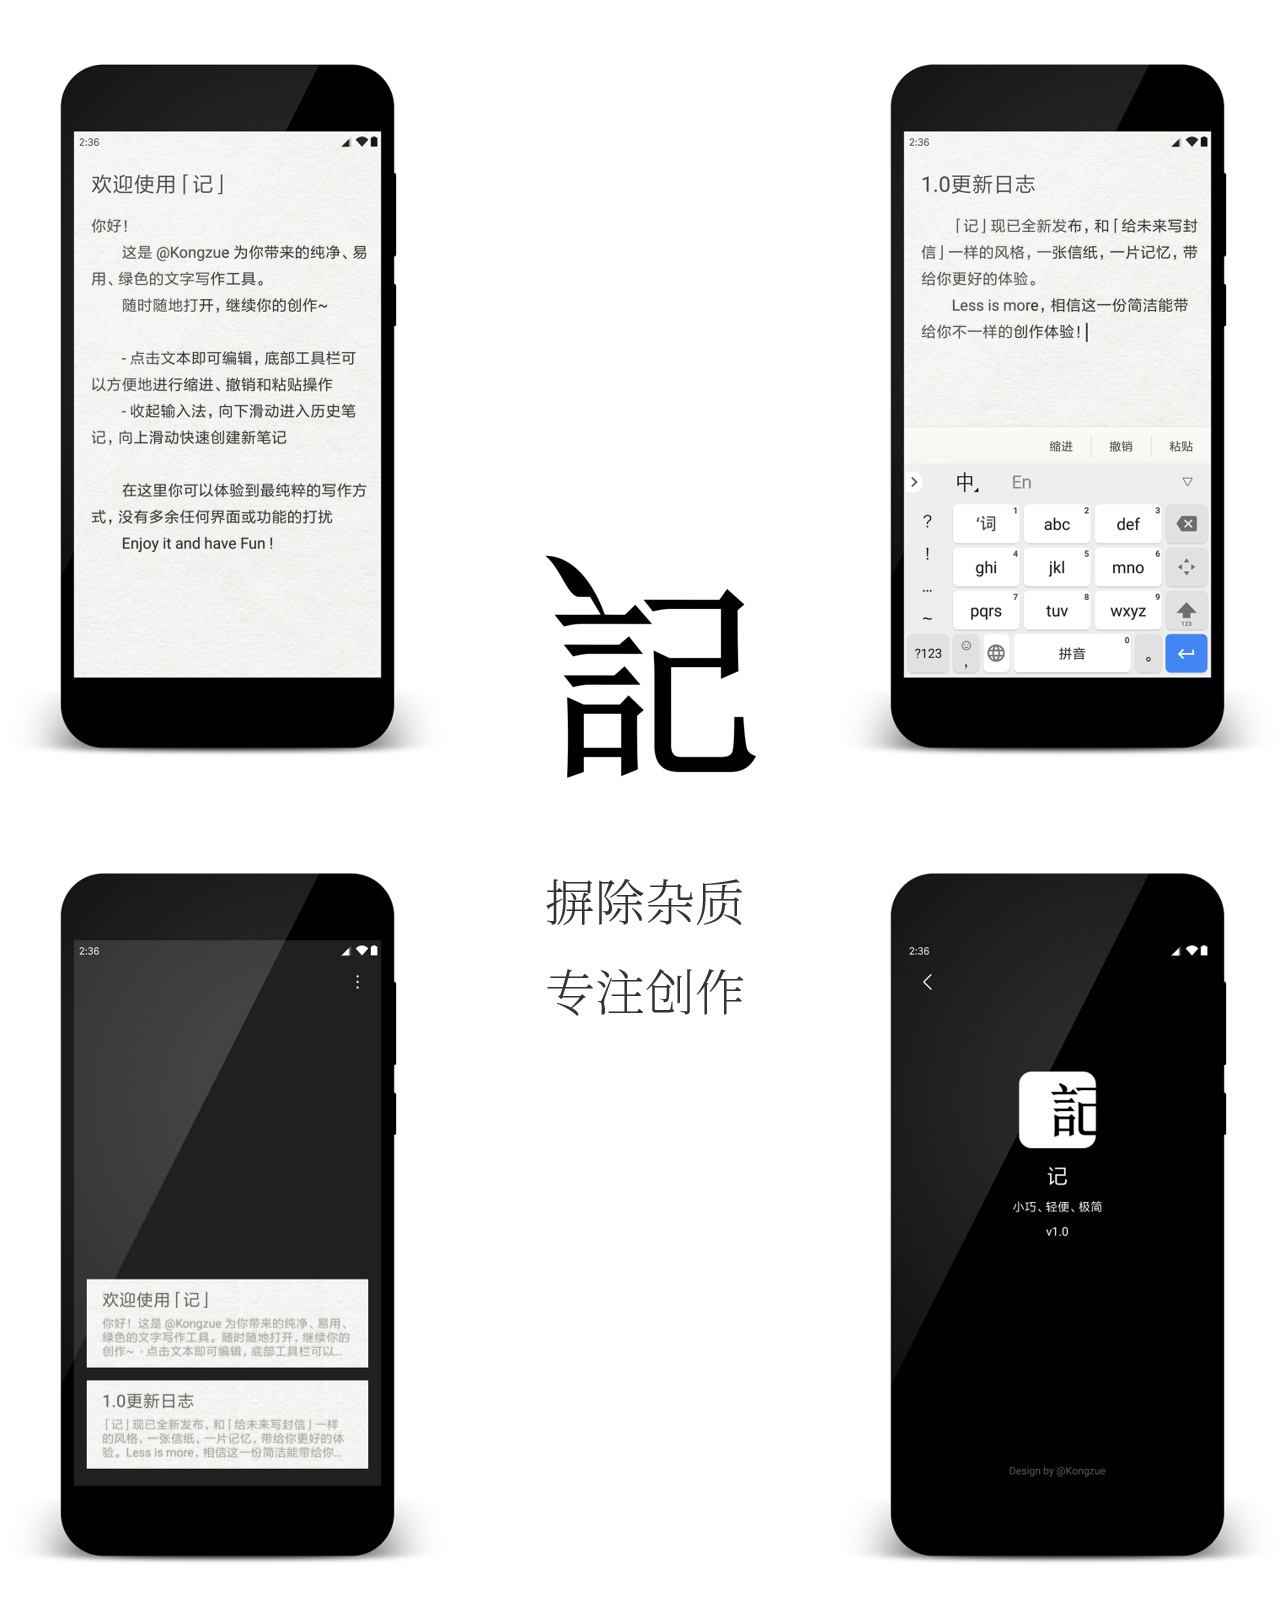 2:36
欢迎使用「记」
你好!
这是 @Kongzue 为你带来的纯净、易
用、绿色的文字写作工具。
随时随地打开，继续你的创作~
- 点击文本即可编辑，底部工具栏可
以方便地进行缩进、撤销和粘贴操作
- 收起输入法，向下滑动进入历史笔
记，向上滑动快速创建新笔记
在这里你可以体验到最纯粹的写作方
式，没有多余任何界面或功能的打扰
Enjoy it and have Fun !
2:36
1.0更新日志
「记」现已全新发布，和「给未来写封
信」一样的风格，一张信纸，一片记忆，带
给你更好的体验。
Less is more，相信这一份简洁能带
给你不一样的创作体验!
缩进 撤销 粘贴
中 En
? '词 1 abc 2 def 3
! ghi 4 jkl 5 mno 6
... pqrs 7 tuv 8 wxyz 9
~ 123
?123 , 拼音 0 。
記
摒除杂质
专注创作
2:36
欢迎使用「记」
你好! 这是 @Kongzue 为你带来的纯净、易用、
绿色的文字写作工具。随时随地打开，继续你的
创作~ - 点击文本即可编辑，底部工具栏可以...
1.0更新日志
「记」现已全新发布，和「给未来写封信」一样
的风格，一张信纸，一片记忆，带给你更好的体
验。Less is more，相信这一份简洁能带给你...
2:36
記
记
小巧、轻便、极简
v1.0
Design by @Kongzue